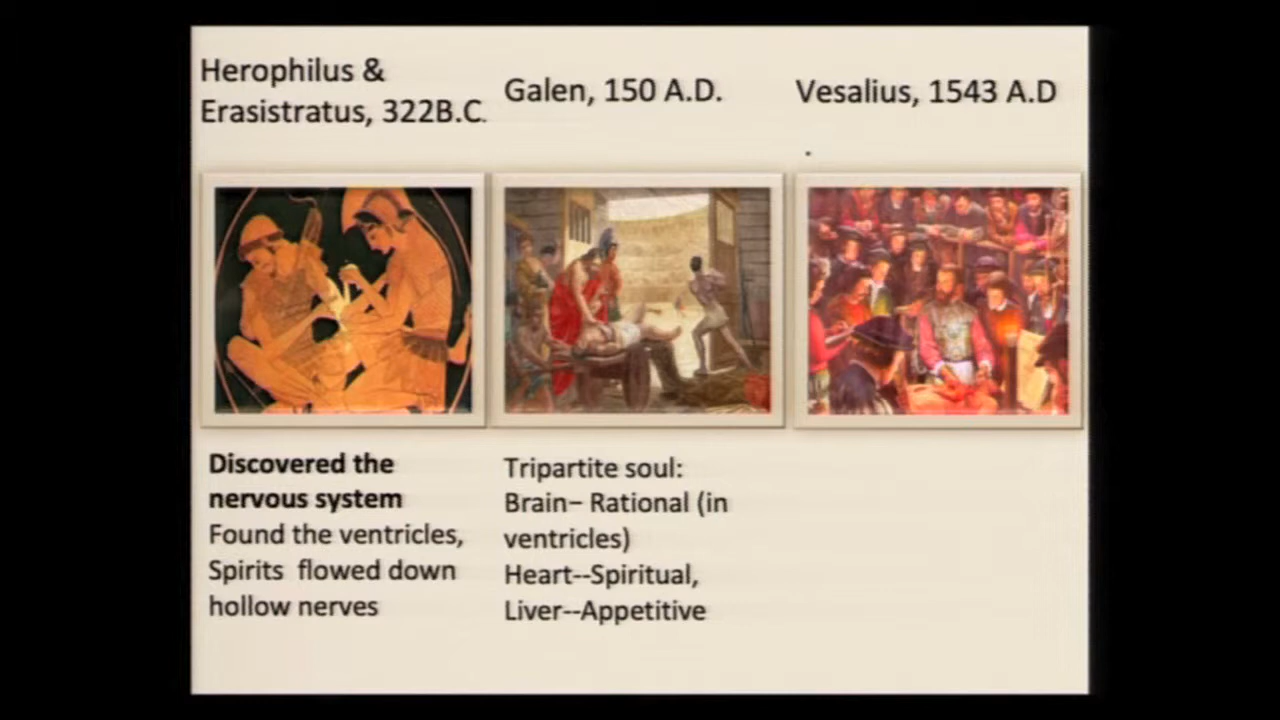 Herophilus &
Erasistratus, 322B.C.
Galen, 150 A.D.
Vesalius, 1543 A.D
.
Discovered the
nervous system
Found the ventricles,
Spirits flowed down
hollow nerves
Tripartite soul:
Brain– Rational (in
ventricles)
Heart--Spiritual,
Liver--Appetitive